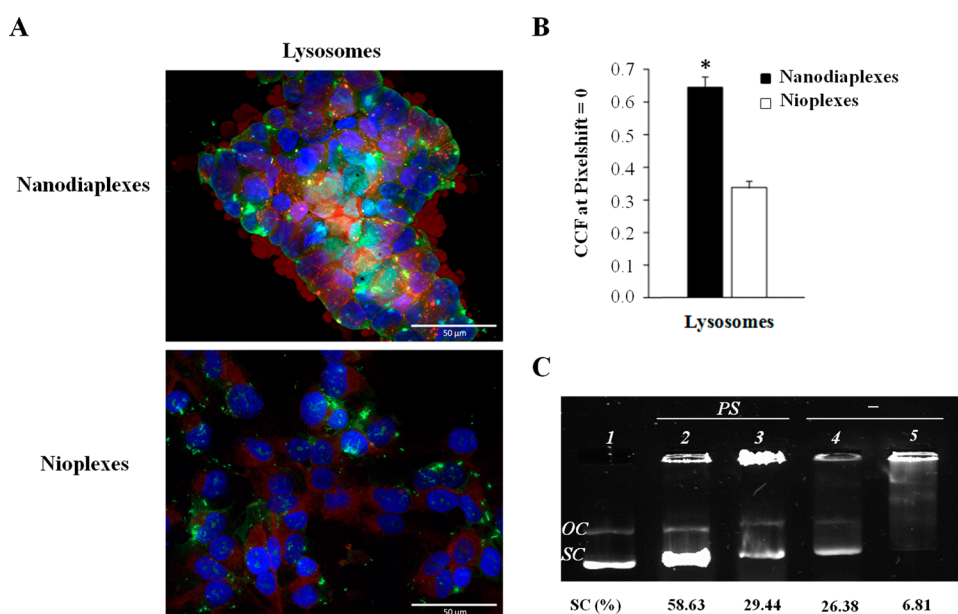 A
Lysosomes
Nanodiaplexes
50 µm
Nioplexes
50 µm
B
CCF at Pixelshift = 0
0.7
0.6
0.5
0.4
0.3
0.2
0.1
0.0
*
Nanodiaplexes
Nioplexes
Lysosomes
C
PS –
1 2 3 4 5
OC
SC
SC (%) 58.63 29.44 26.38 6.81